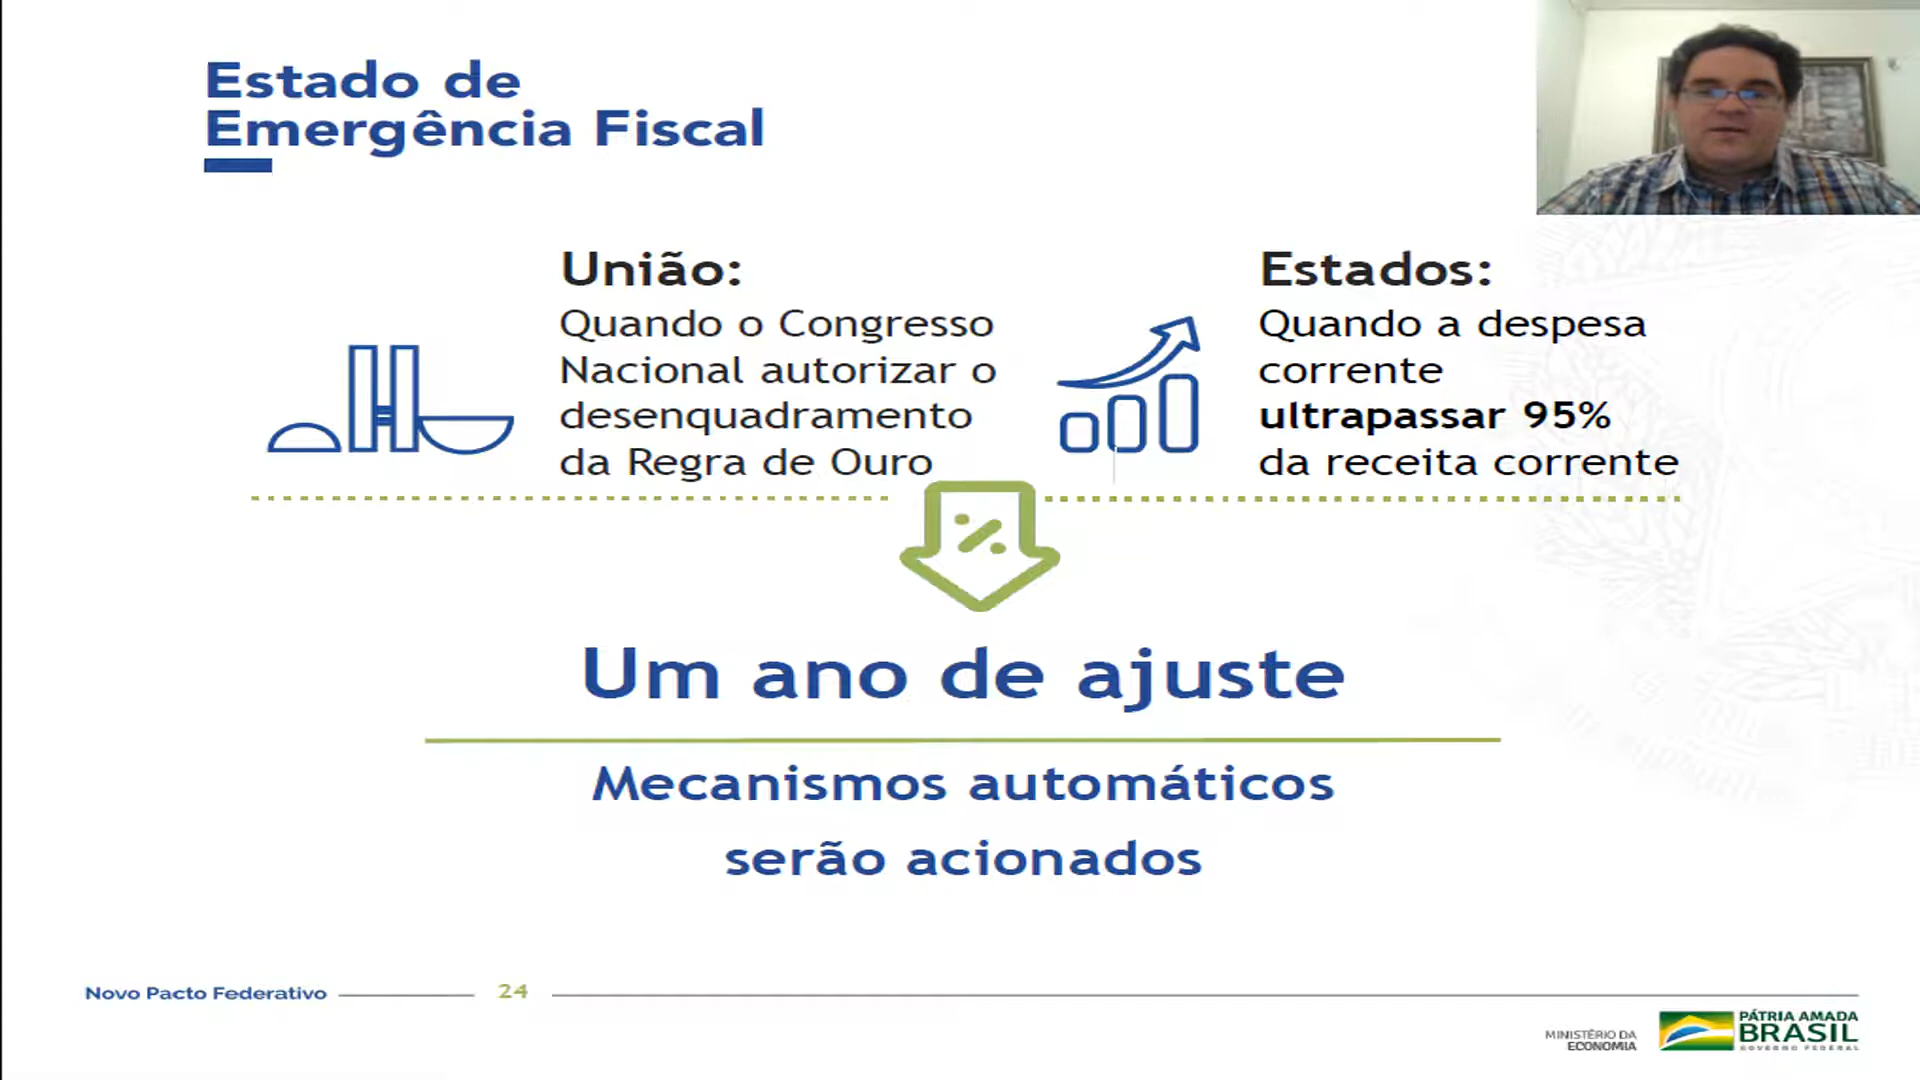 Estado de
Emergência Fiscal
União:
Quando o Congresso
Nacional autorizar o
desenquadramento
da Regra de Ouro
Estados:
Quando a despesa
corrente
ultrapassar 95%
da receita corrente
%
Um ano de ajuste
Mecanismos automáticos
serão acionados
Novo Pacto Federativo
24
MINISTÉRIO DA
ECONOMIA
PÁTRIA AMADA
BRASIL
GOVERNO FEDERAL